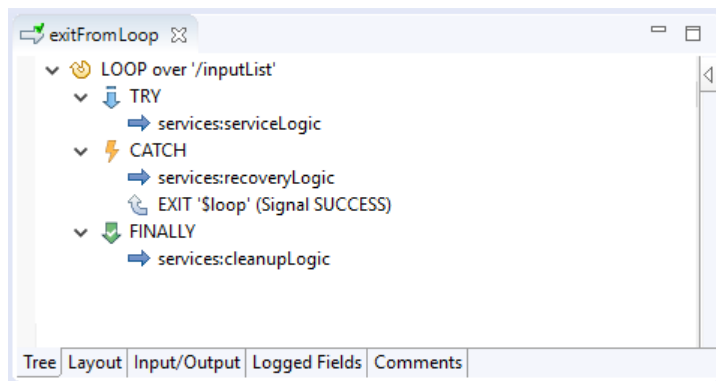 exitFromLoop
LOOP over '/inputList'
TRY
services:serviceLogic
CATCH
services:recoveryLogic
EXIT '$loop' (Signal SUCCESS)
FINALLY
services:cleanupLogic
Tree Layout Input/Output Logged Fields Comments